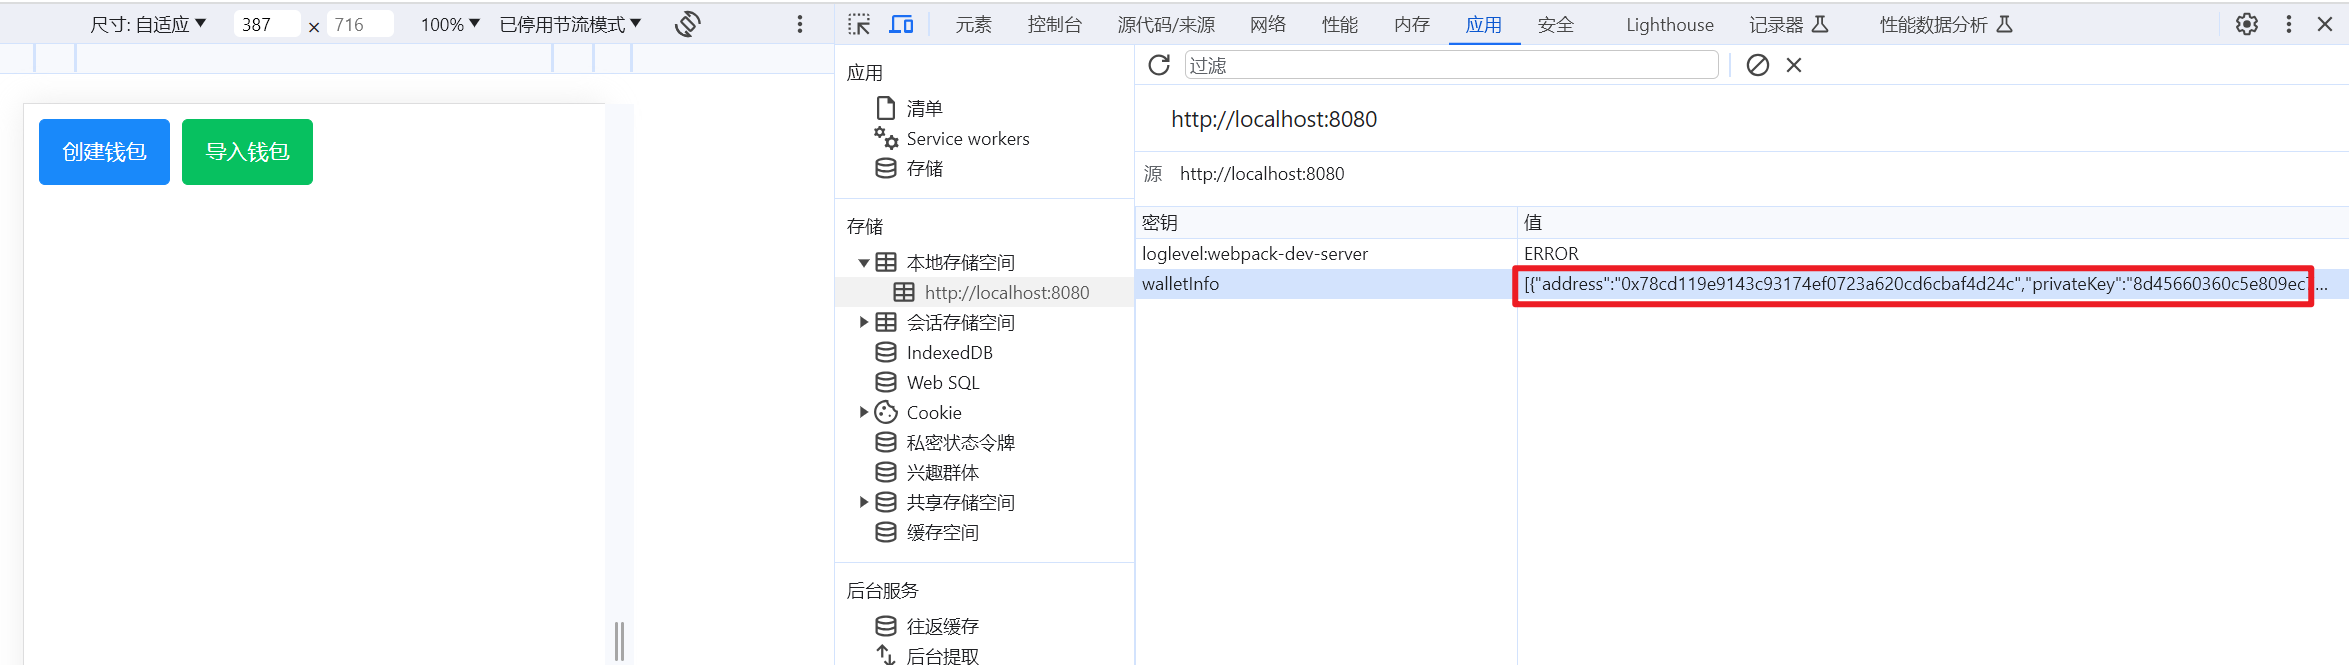 尺寸: 自适应 387 × 716 100% 已停用节流模式
元素 控制台 源代码/来源 网络 性能 内存 应用 安全 Lighthouse 记录器 性能数据分析
创建钱包 导入钱包
应用
清单
Service workers
存储
存储
本地存储空间
http://localhost:8080
会话存储空间
IndexedDB
Web SQL
Cookie
私密状态令牌
兴趣群体
共享存储空间
缓存空间
后台服务
往返缓存
后台提取
过滤
http://localhost:8080
源 http://localhost:8080
密钥 值
loglevel:webpack-dev-server ERROR
walletInfo [{"address":"0x78cd119e9143c93174ef0723a620cd6cbaf4d24c","privateKey":"8d45660360c5e809ec…